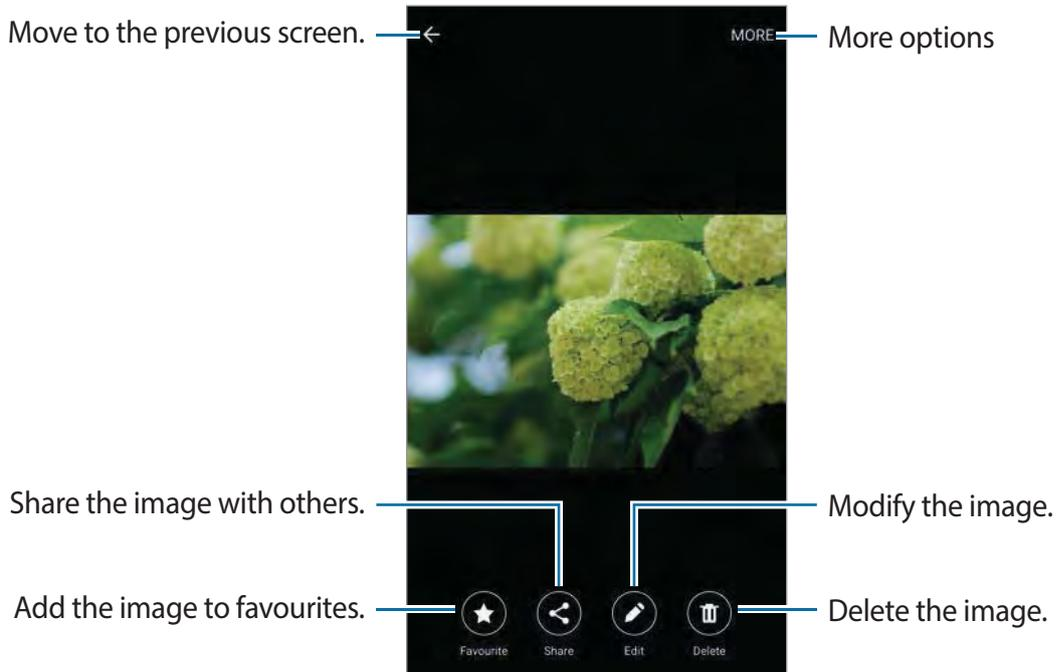 Move to the previous screen.
MORE
More options
Share the image with others.
Modify the image.
Add the image to favourites.
Delete the image.
Favourite
Share
Edit
Delete